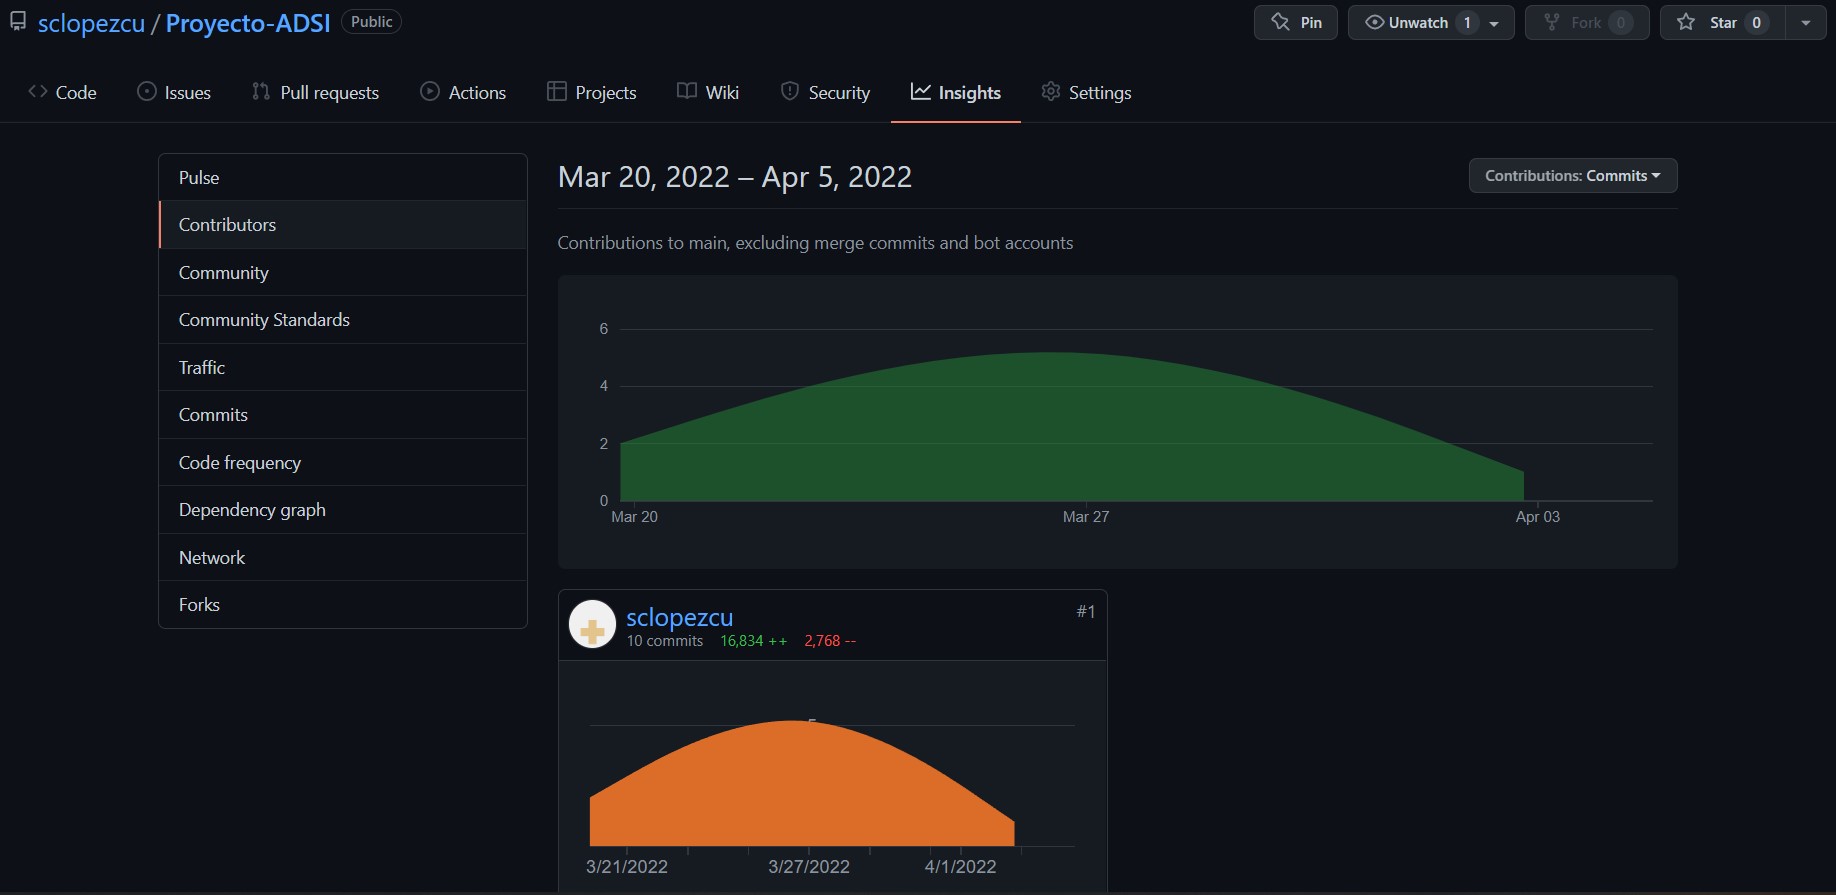 sclopezcu / Proyecto-ADSI Public
Pin Unwatch 1 Fork 0 Star 0
Code Issues Pull requests Actions Projects Wiki Security Insights Settings
Pulse
Contributors
Community
Community Standards
Traffic
Commits
Code frequency
Dependency graph
Network
Forks
Mar 20, 2022 – Apr 5, 2022
Contributions: Commits
Contributions to main, excluding merge commits and bot accounts
6
4
2
0
Mar 20 Mar 27 Apr 03
sclopezcu #1
10 commits 16,834 ++ 2,768 --
3/21/2022 3/27/2022 4/1/2022